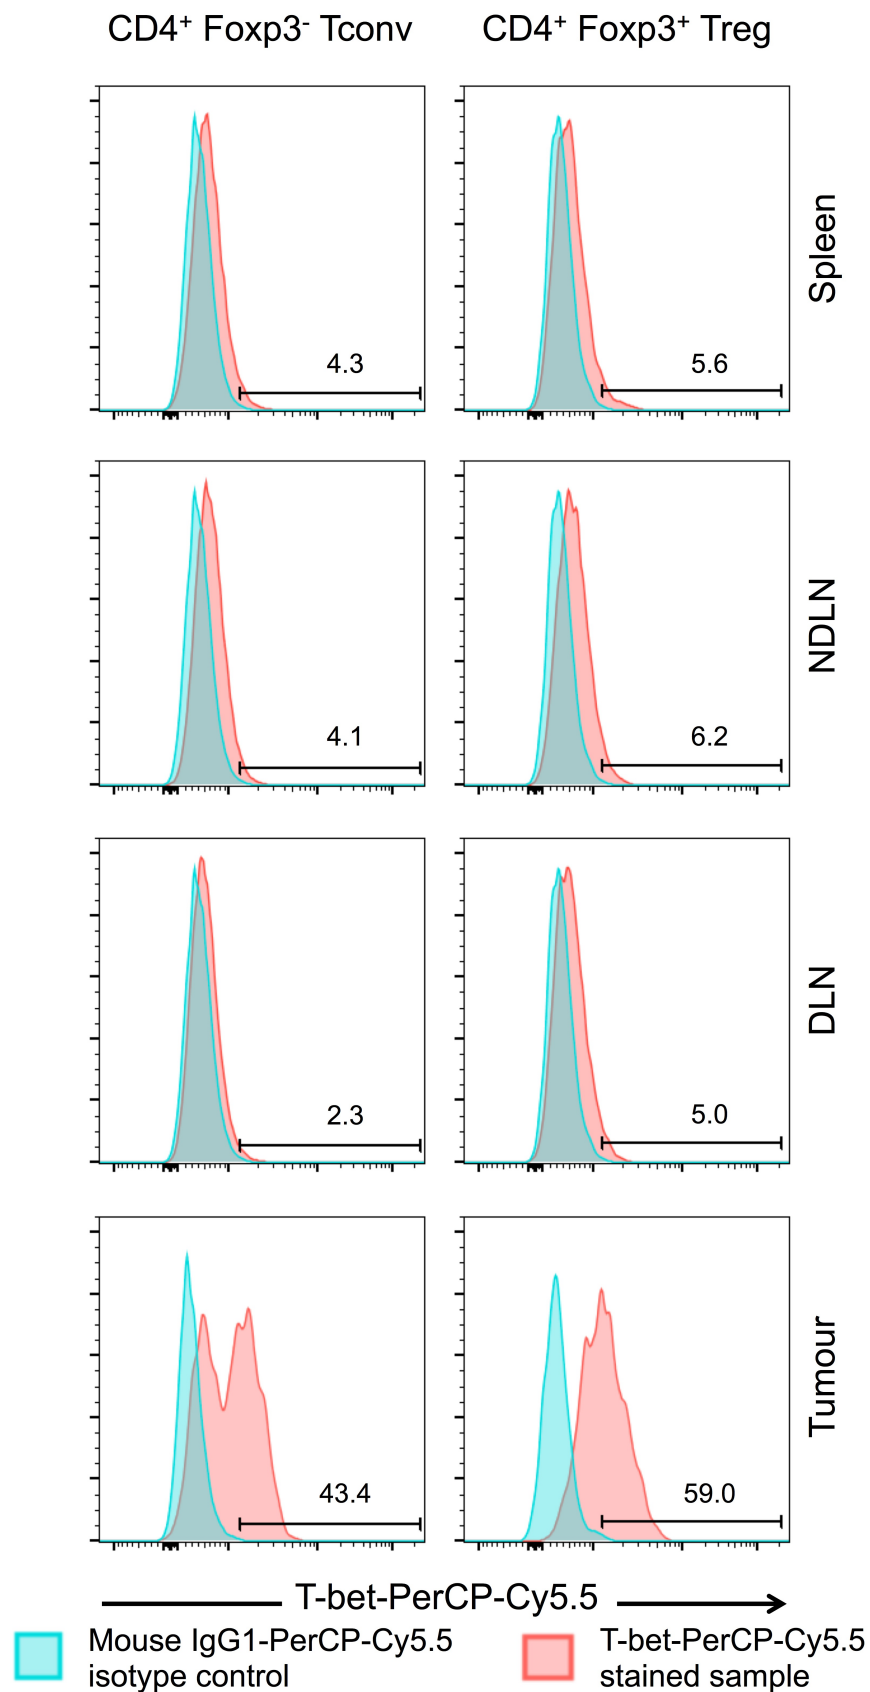 CD4⁺ Foxp3⁻ Tconv
CD4⁺ Foxp3⁺ Treg
4.3
5.6
Spleen
4.1
6.2
NDLN
2.3
5.0
DLN
43.4
59.0
Tumour
T-bet-PerCP-Cy5.5
Mouse IgG1-PerCP-Cy5.5
isotype control
T-bet-PerCP-Cy5.5
stained sample